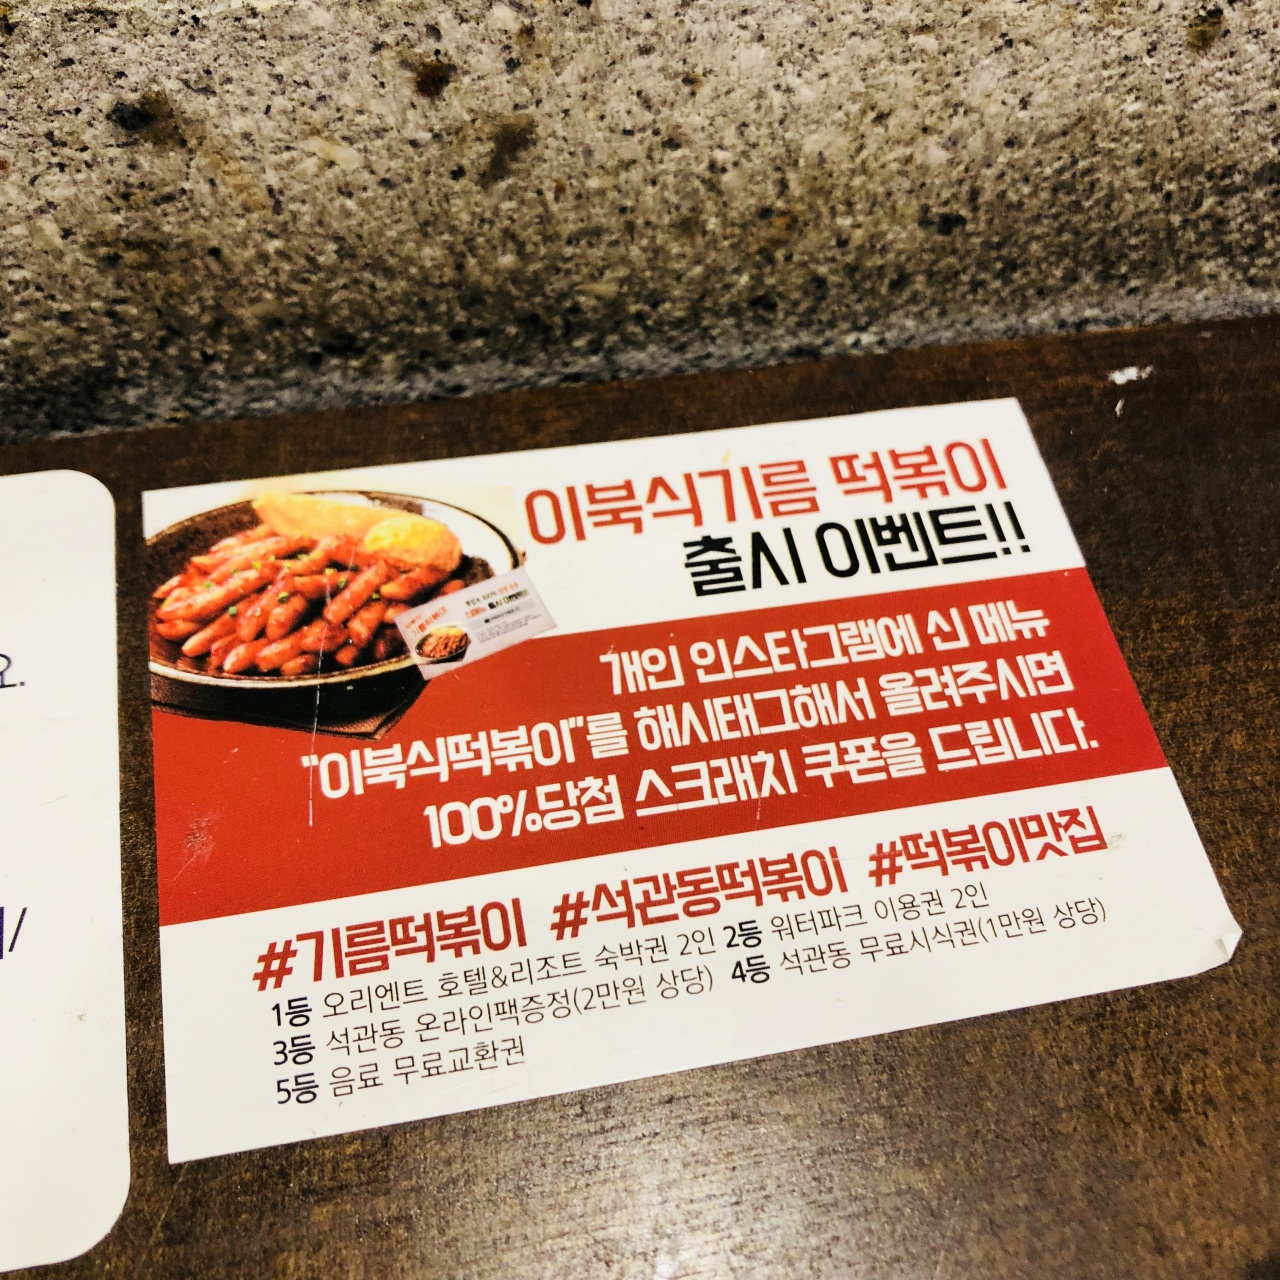 이북식기름 떡볶이
출시 이벤트!!
개인 인스타그램에 신 메뉴
"이북식떡볶이"를 해시태그해서 올려주시면
100%당첨 스크래치 쿠폰을 드립니다.
#기름떡볶이 #석관동떡볶이 #떡볶이맛집
1등 오리엔트 호텔&리조트 숙박권 2인 2등 워터파크 이용권 2인
3등 석관동 온라인팩증정(2만원 상당) 4등 석관동 무료시식권(1만원 상당)
5등 음료 무료교환권
요.